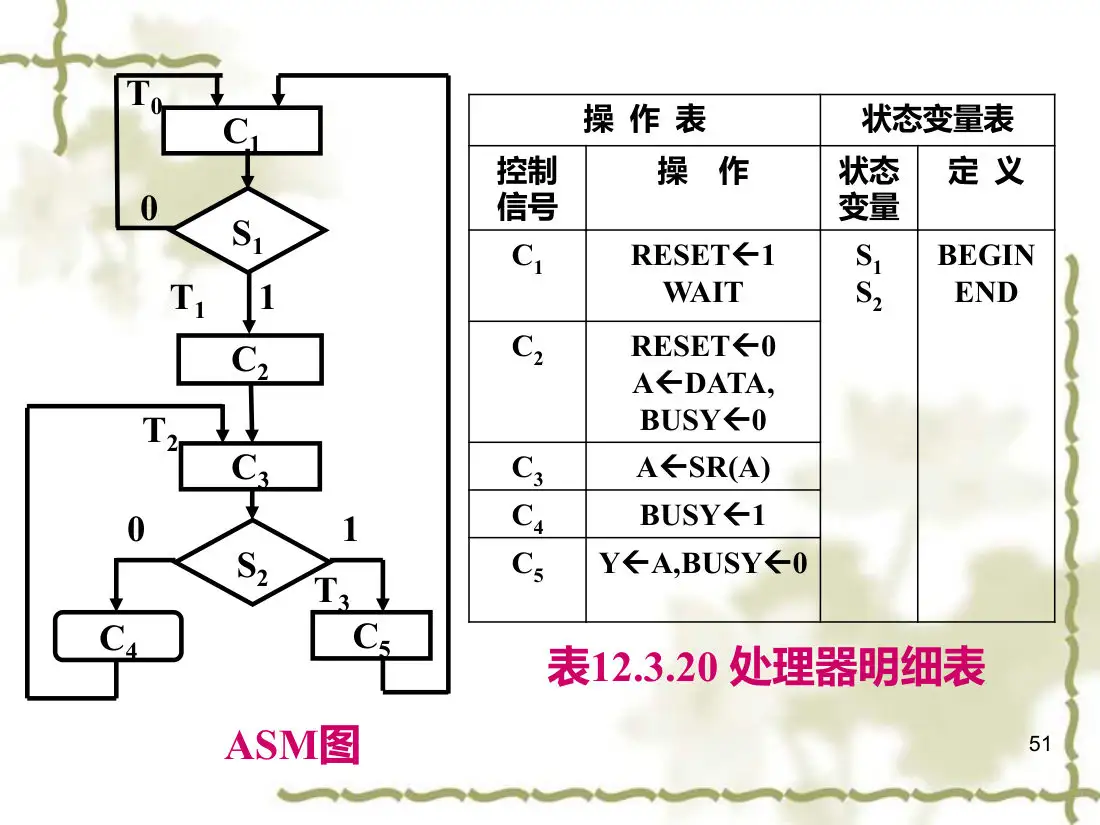 T0
C1
0
S1
T1 1
C2
T2
C3
0 1
S2
T3
C4 C5
ASM图
操 作 表 状态变量表
控制信号 操 作 状态变量 定 义
C1 RESET←1 S1 BEGIN
WAIT S2 END
C2 RESET←0
A←DATA,
BUSY←0
C3 A←SR(A)
C4 BUSY←1
C5 Y←A,BUSY←0
表12.3.20 处理器明细表
51